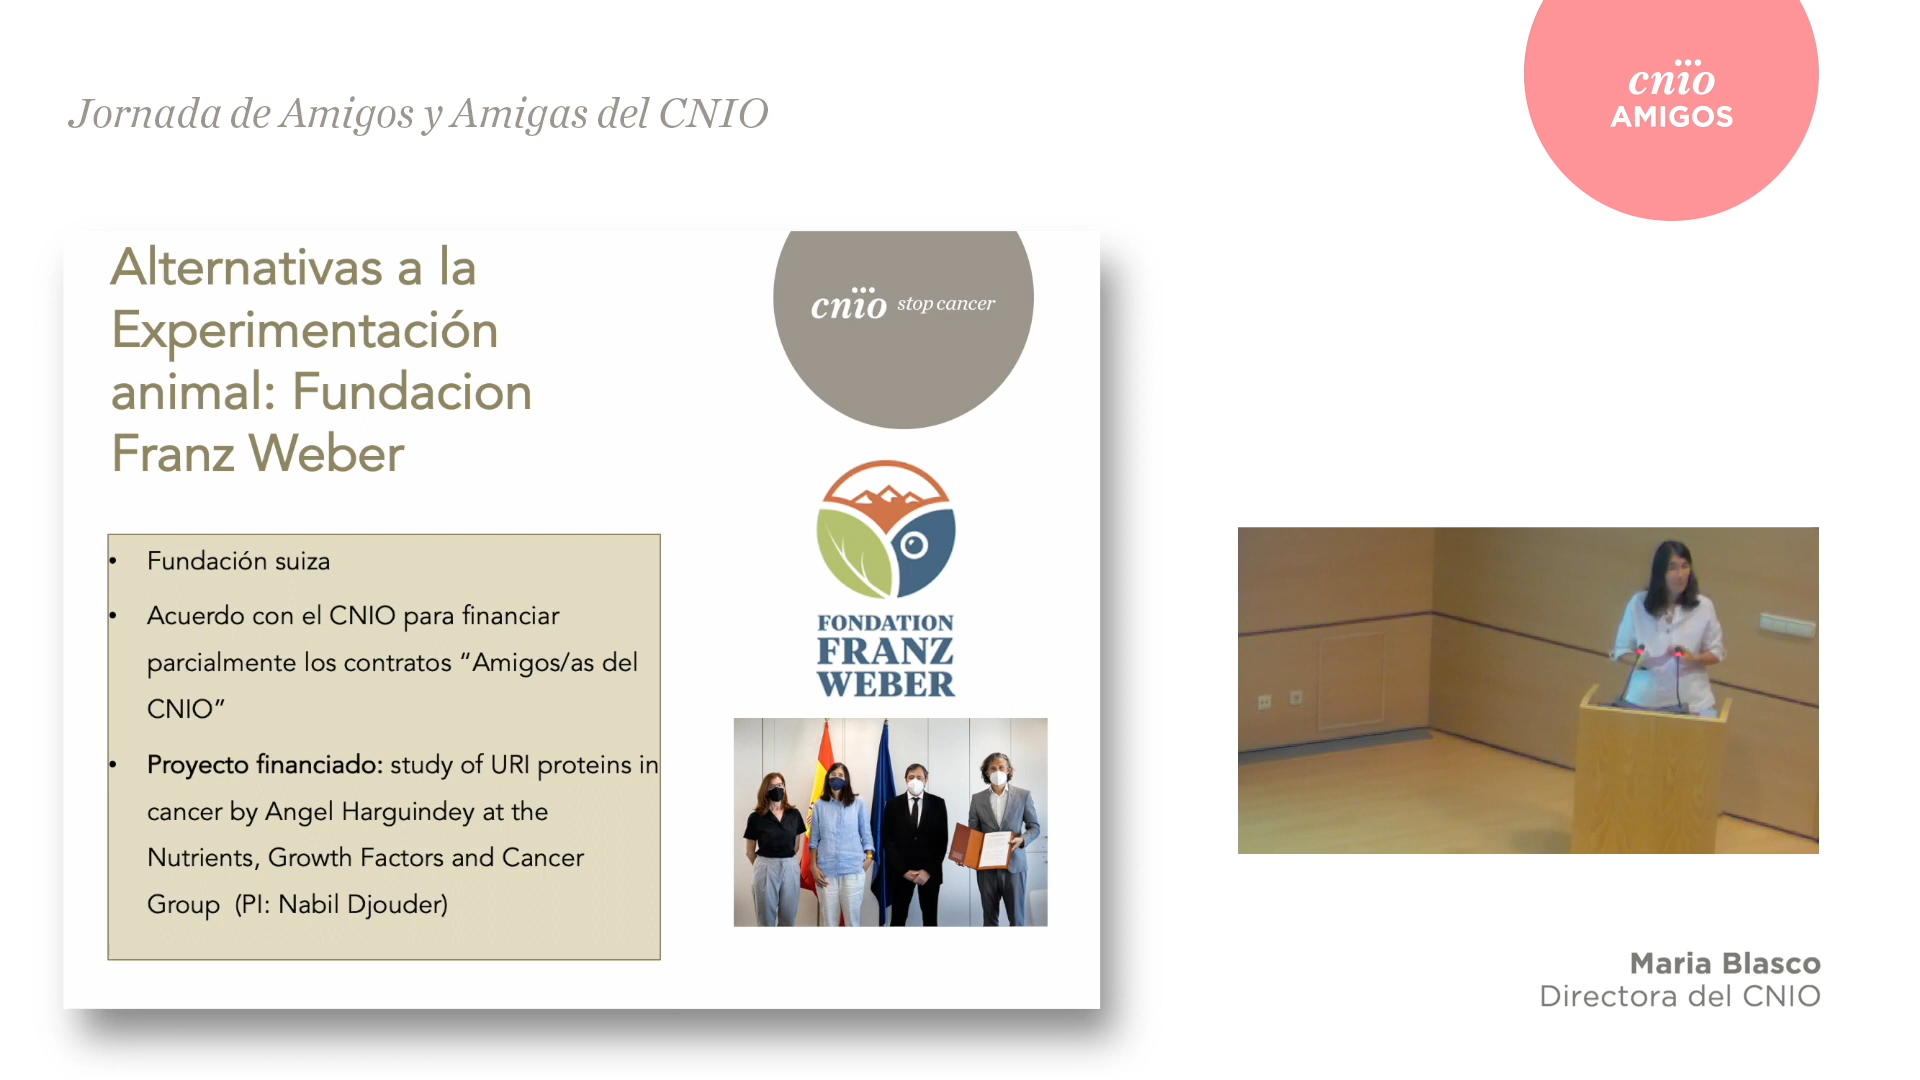 Jornada de Amigos y Amigas del CNIO
cnio
AMIGOS
Alternativas a la
Experimentación
animal: Fundacion
Franz Weber
cnio stop cancer
• Fundación suiza
• Acuerdo con el CNIO para financiar
parcialmente los contratos “Amigos/as del
CNIO”
• Proyecto financiado: study of URI proteins in
cancer by Angel Harguindey at the
Nutrients, Growth Factors and Cancer
Group (PI: Nabil Djouder)
FONDATION
FRANZ
WEBER
Maria Blasco
Directora del CNIO